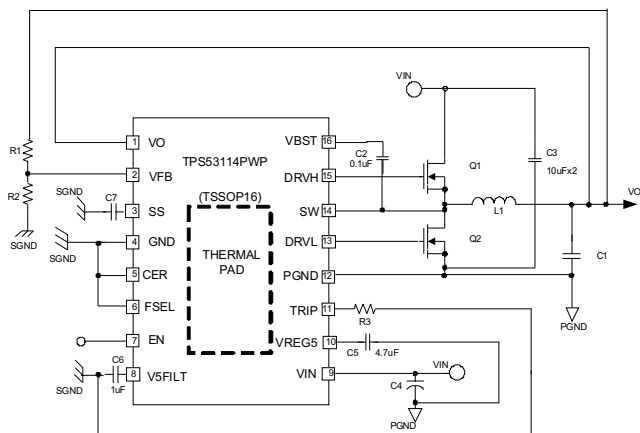 VIN
R1
R2
SGND
1
VO
2
VFB
C7
SGND
3
SS
4
GND
SGND
5
CER
6
FSEL
7
EN
C6
1uF
SGND
8
V5FILT
TPS53114PWP
(TSSOP16)
THERMAL
PAD
VBST
16
DRVH
15
SW
14
DRVL
13
PGND
12
TRIP
11
VREG5
10
VIN
9
C2
0.1uF
Q1
Q2
C3
10uFx2
L1
VO
C1
PGND
R3
C5
4.7uF
VIN
C4
PGND